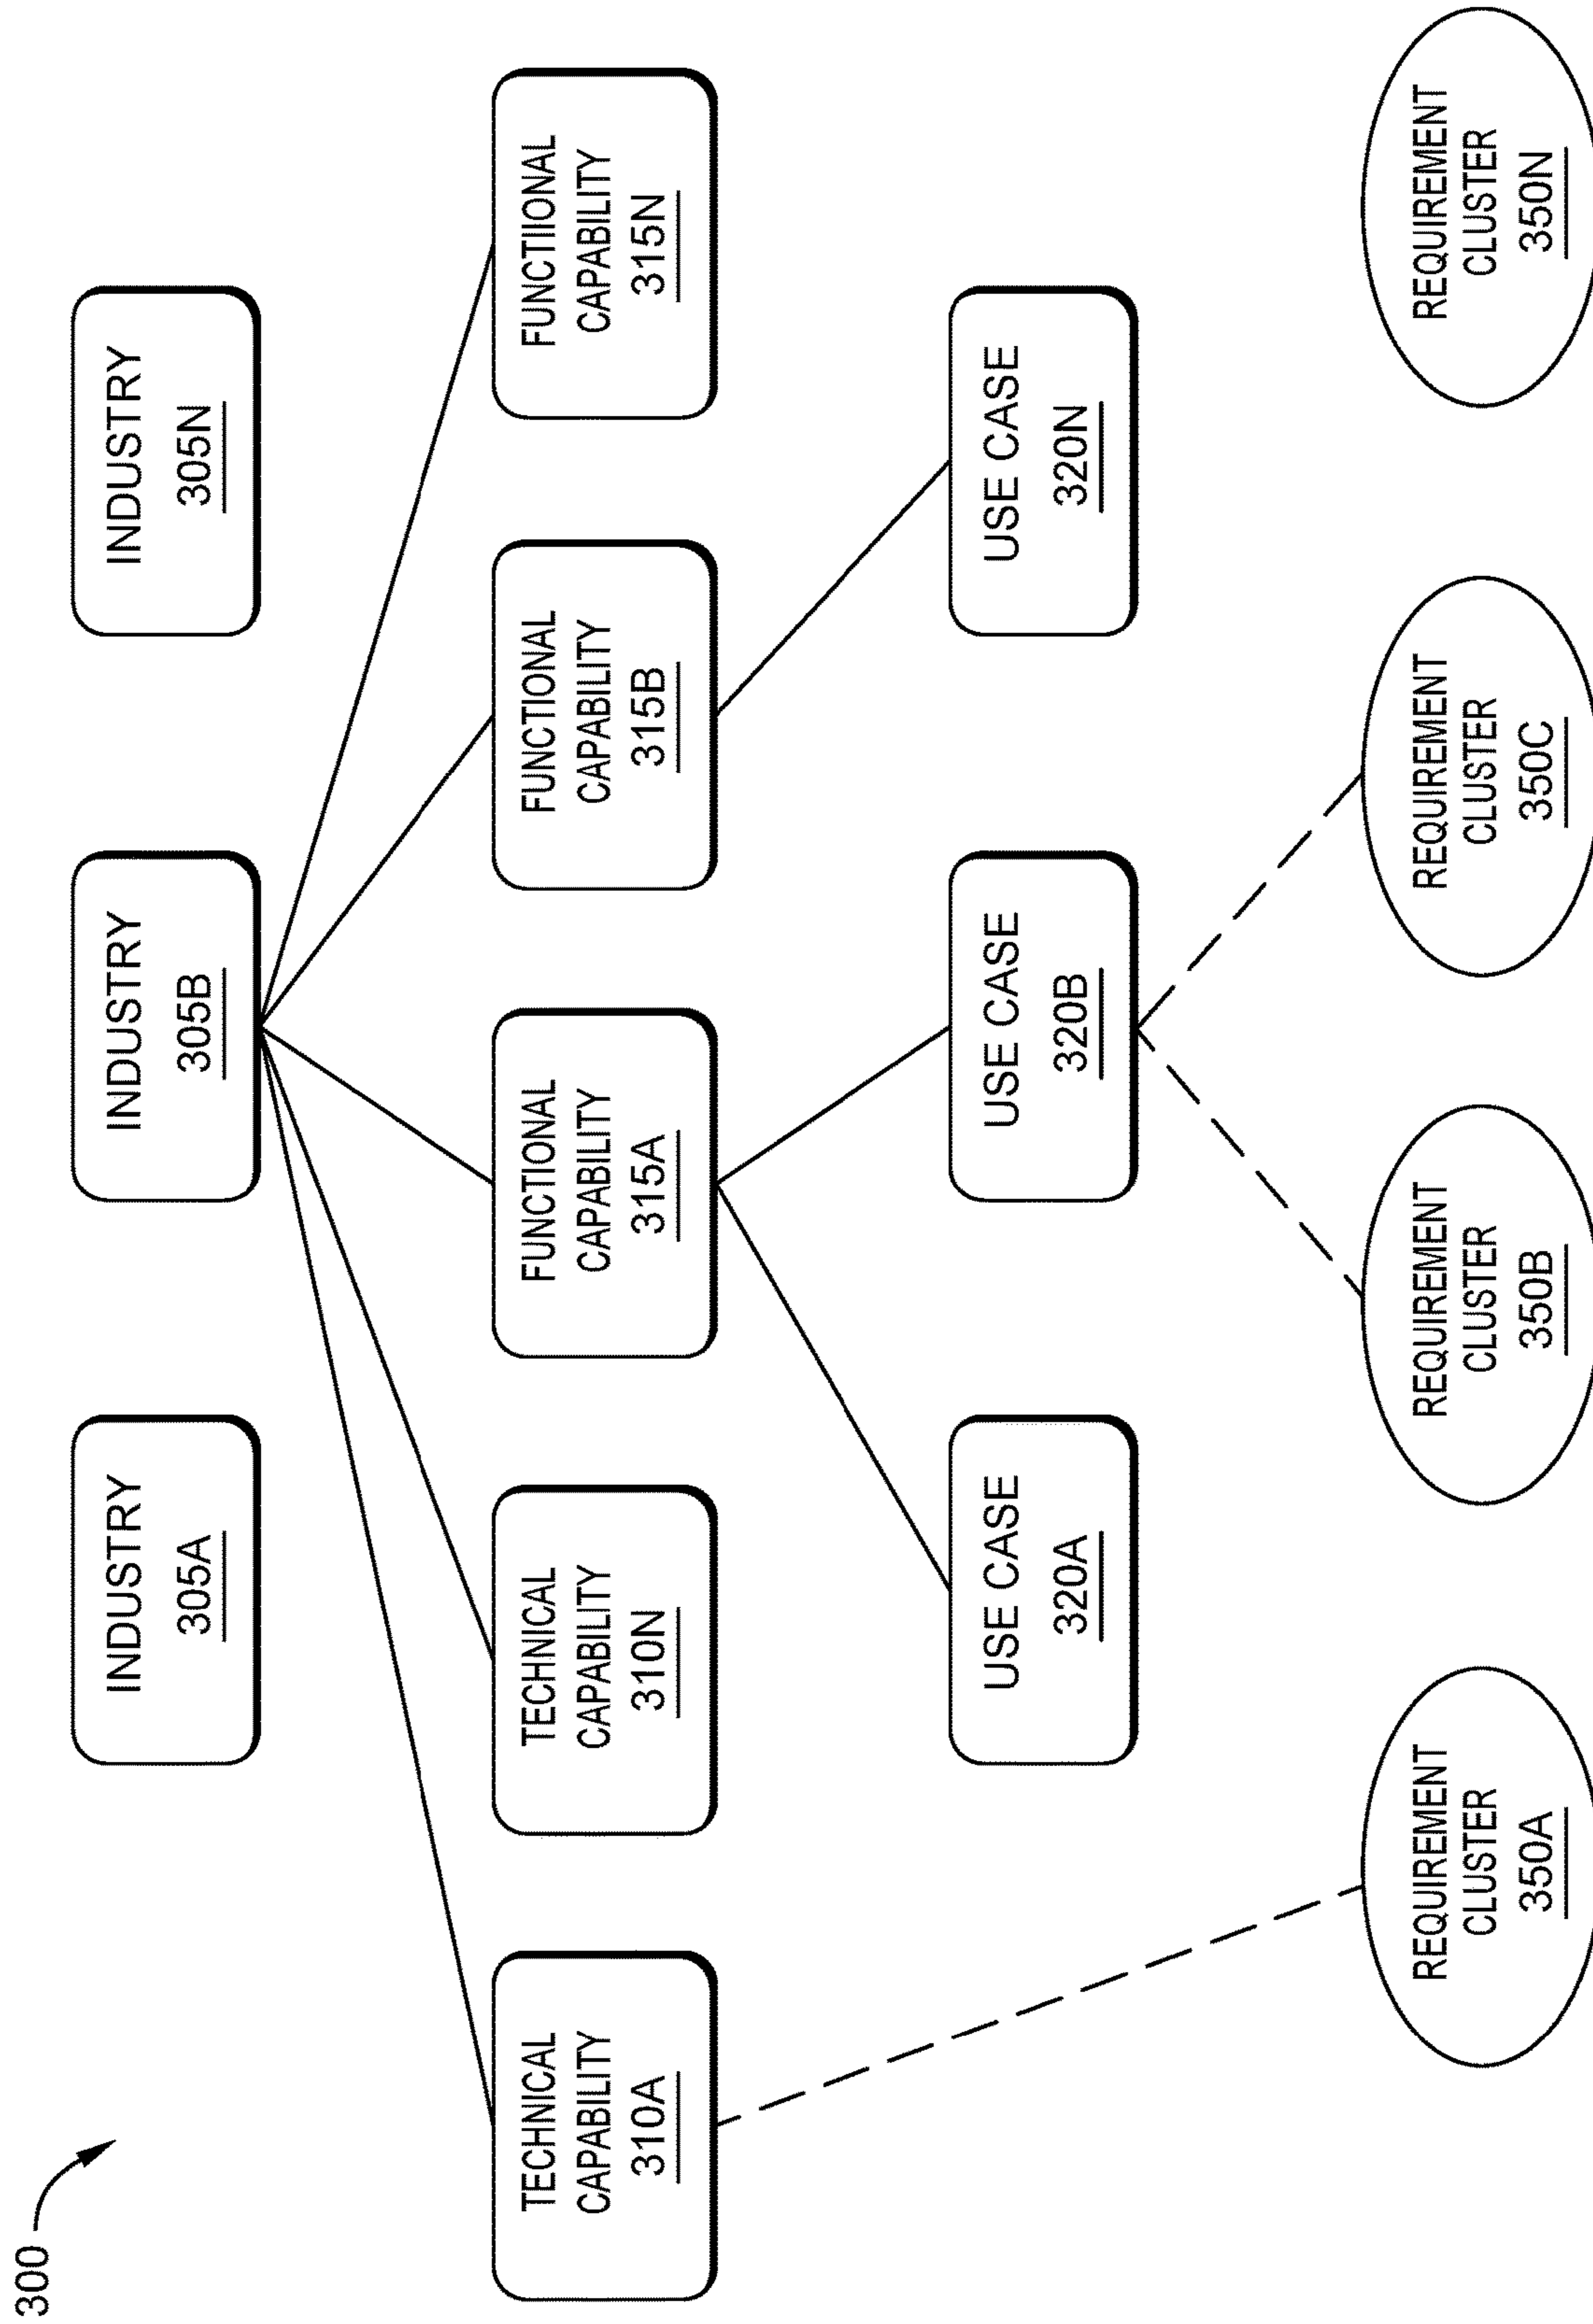 300
INDUSTRY
305A
INDUSTRY
305B
INDUSTRY
305N
TECHNICAL
CAPABILITY
310A
TECHNICAL
CAPABILITY
310N
FUNCTIONAL
CAPABILITY
315A
FUNCTIONAL
CAPABILITY
315B
FUNCTIIONAL
CAPABILITY
315N
USE CASE
320A
USE CASE
320B
USE CASE
320N
REQUIREMENT
CLUSTER
350A
REQUIREMENT
CLUSTER
350B
REQUIREMENT
CLUSTER
350C
REQUIREMENT
CLUSTER
350N